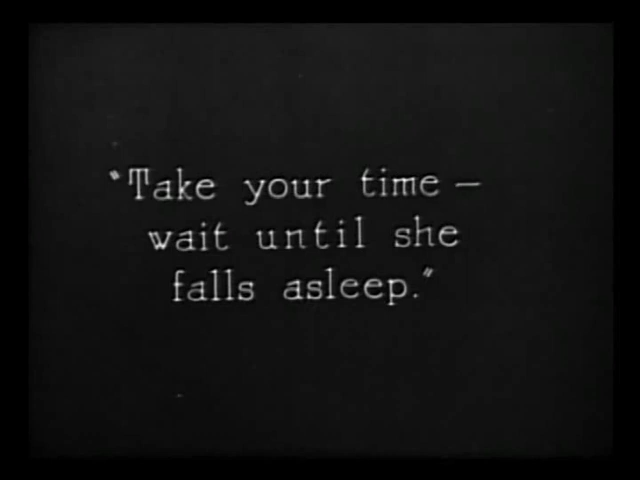 "Take your time —
wait until she
falls asleep."